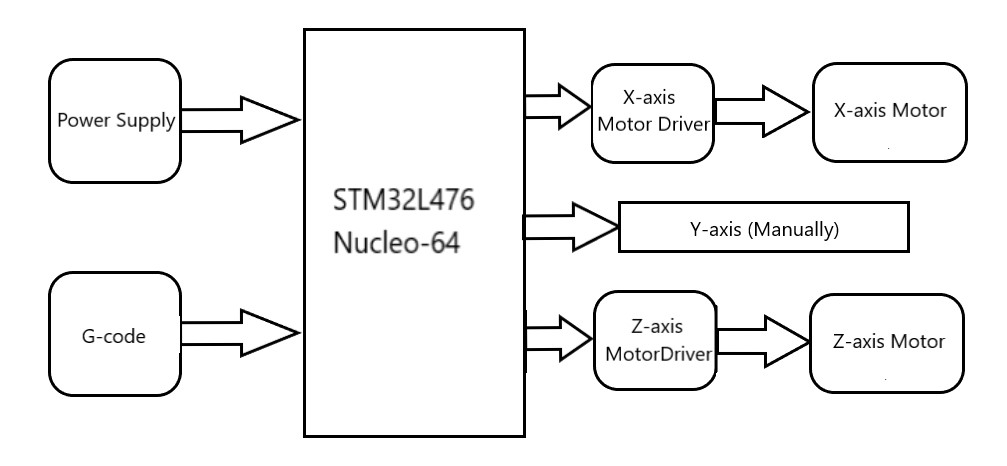 Power Supply
G-code
STM32L476
Nucleo-64
X-axis
Motor Driver
X-axis Motor
Y-axis (Manually)
Z-axis
MotorDriver
Z-axis Motor